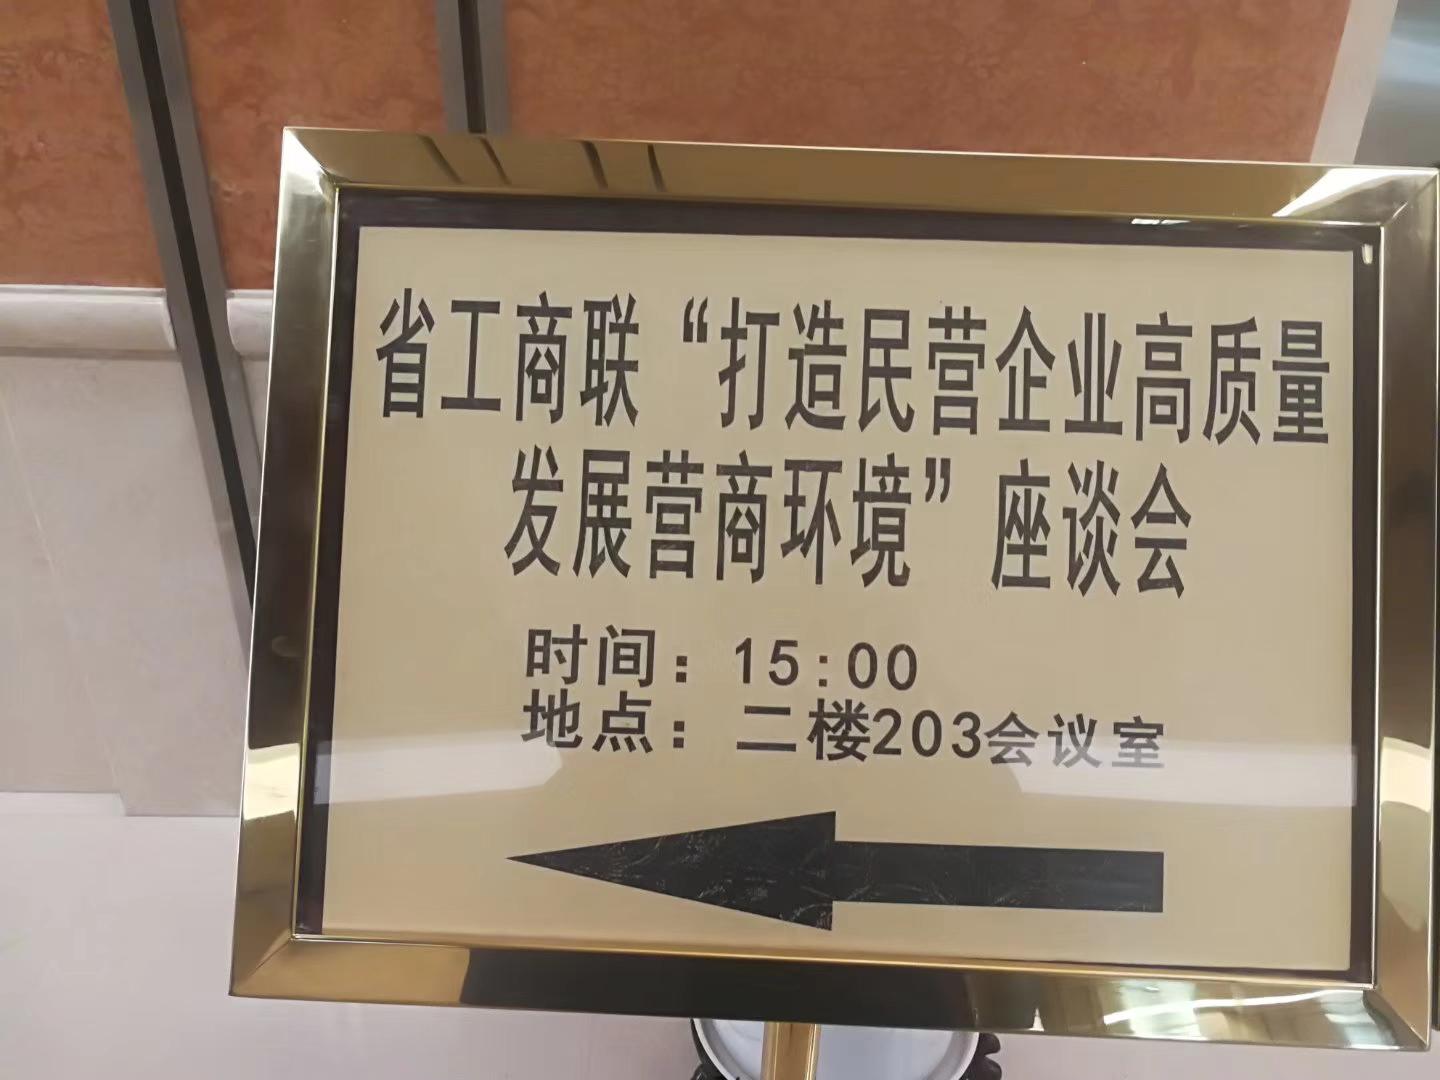 省工商联“打造民营企业高质量
发展营商环境”座谈会
时间：15:00
地点：二楼203会议室